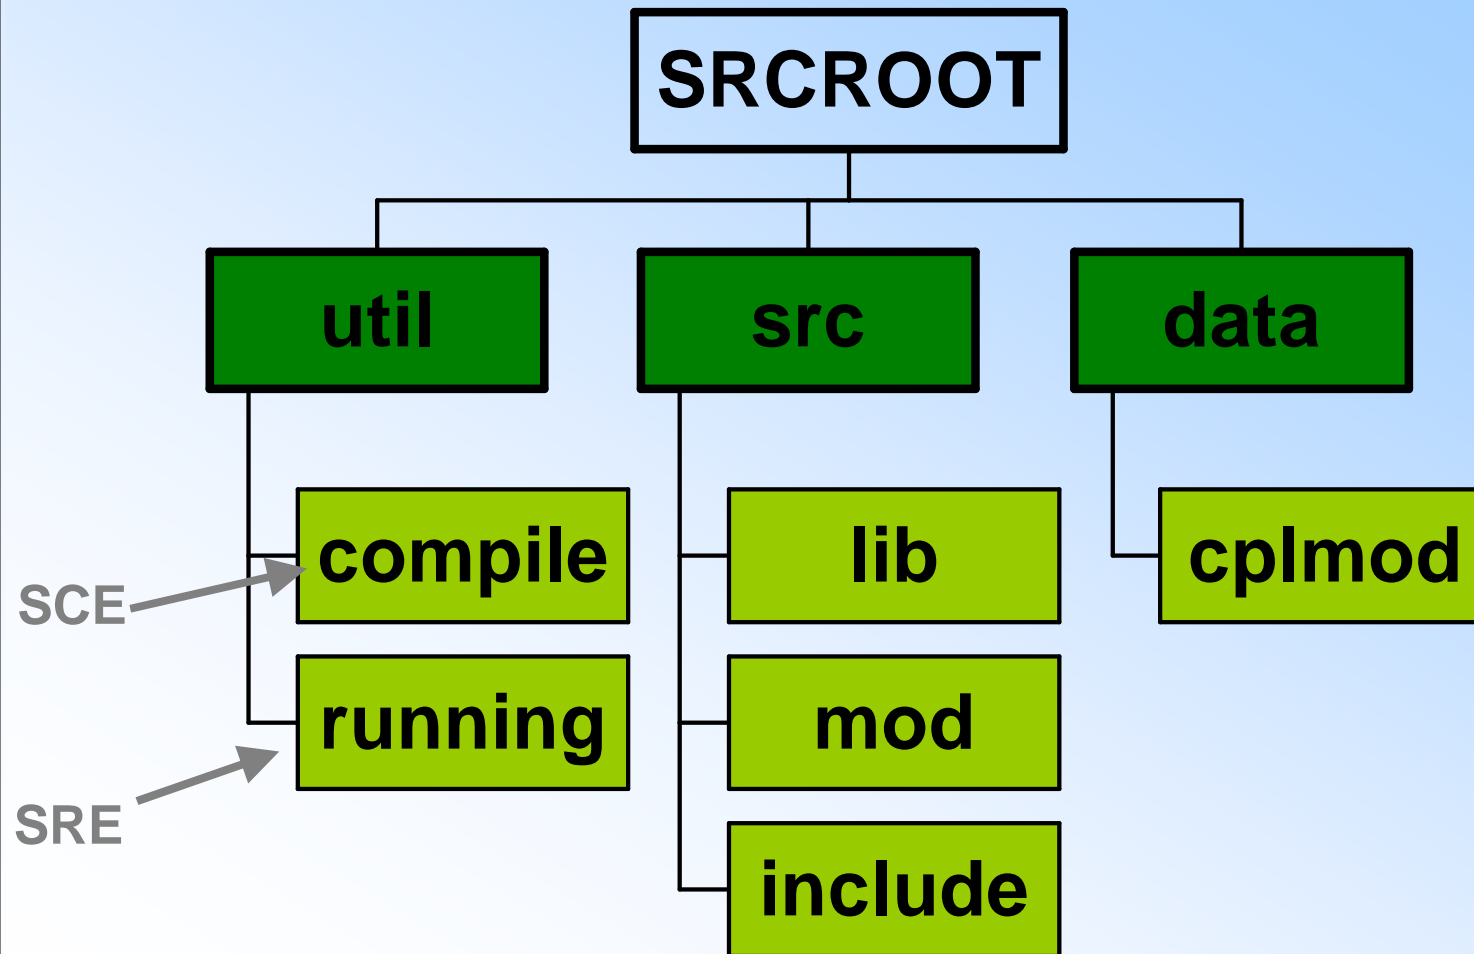 SRCROOT
util
src
data
compile
lib
cplmod
SCE
running
mod
SRE
include